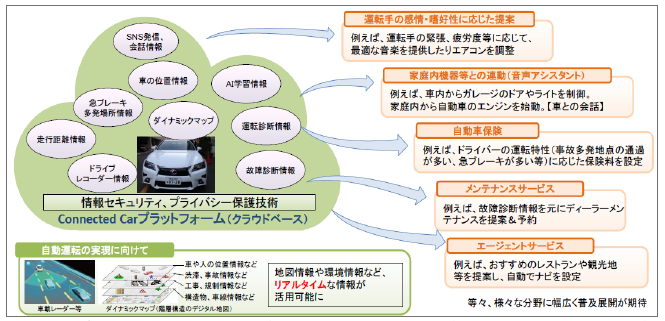 SNS発信、
会話情報
車の位置情報
AI学習情報
急ブレーキ
多発場所情報
ダイナミックマップ
走行距離情報
運転診断情報
ドライブ
レコーダー情報
故障診断情報
情報セキュリティ、プライバシー保護技術
Connected Carプラットフォーム（クラウドベース）
運転手の感情・嗜好性に応じた提案
例えば、運転手の緊張、疲労度等に応じて、
最適な音楽を提供したりエアコンを調整
家庭内機器等との連動（音声アシスタント）
例えば、車内からガレージのドアやライトを制御。
家庭内から自動車のエンジンを始動。【車との会話】
自動車保険
例えば、ドライバーの運転特性（事故多発地点の通過
が多い、急ブレーキが多い等）に応じた保険料を設定
メンテナンスサービス
例えば、故障診断情報を元にディーラーメン
テナンスを提案＆予約
エージェントサービス
例えば、おすすめのレストランや観光地
等を提案し、自動でナビを設定
等々、様々な分野に幅広く普及展開が期待
自動運転の実現に向けて
車載レーダー等
車や人の位置情報など
渋滞、事故情報など
工事、規制情報など
構造物、車線情報など
ダイナミックマップ（階層構造のデジタル地図）
地図情報や環境情報など、
リアルタイムな情報が
活用可能に